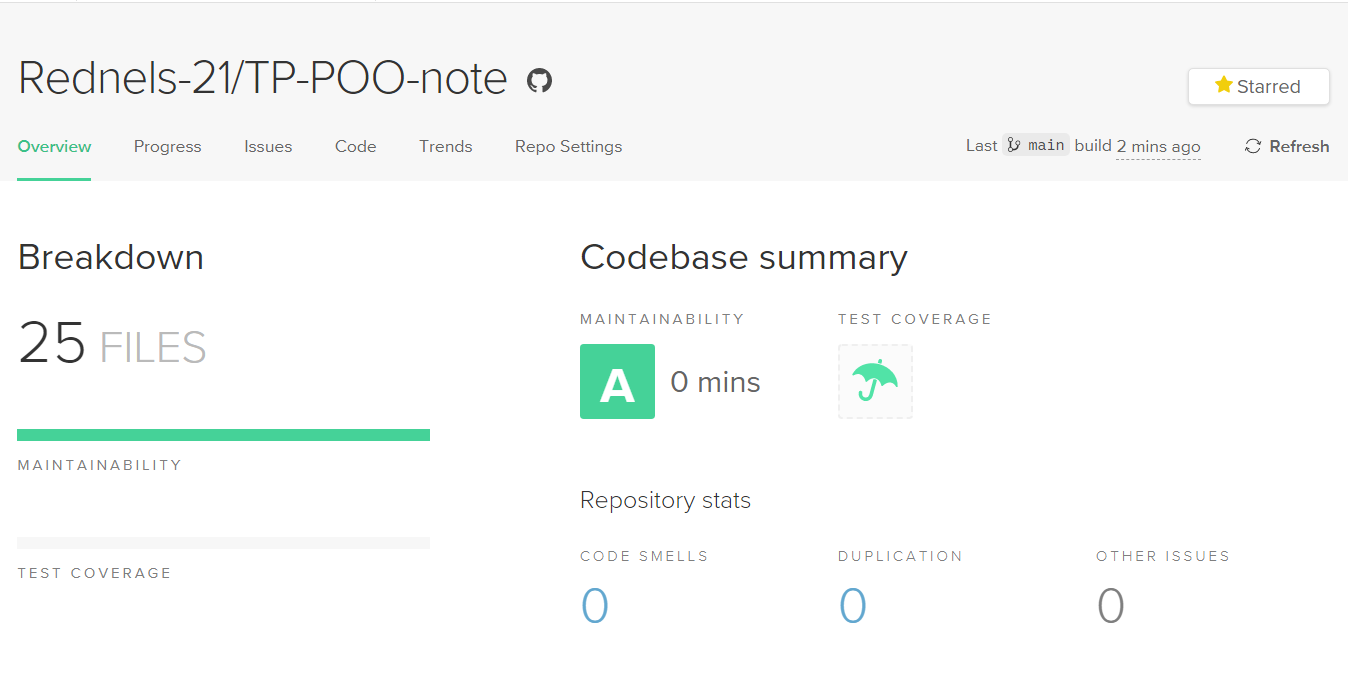 Rednels-21/TP-POO-note
Starred
Overview Progress Issues Code Trends Repo Settings Last main build 2 mins ago Refresh
Breakdown
Codebase summary
25 FILES
MAINTAINABILITY TEST COVERAGE
A 0 mins
MAINTAINABILITY
Repository stats
TEST COVERAGE
CODE SMELLS DUPLICATION OTHER ISSUES
0 0 0